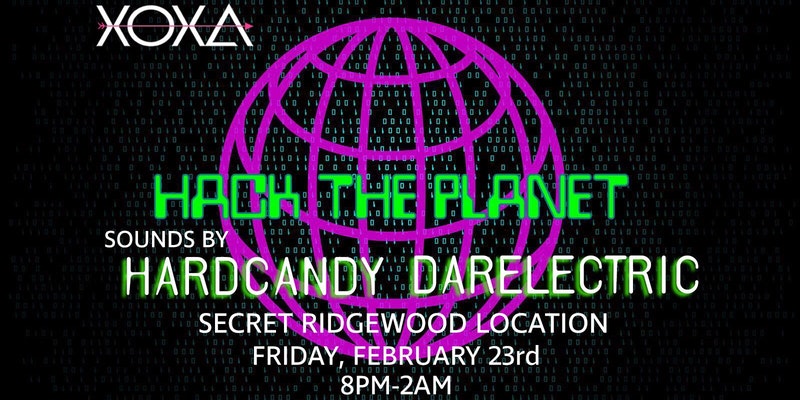 XOXA
HACK THE PLANET
SOUNDS BY
HARDCANDY DARELECTRIC
SECRET RIDGEWOOD LOCATION
FRIDAY, FEBRUARY 23rd
8PM-2AM